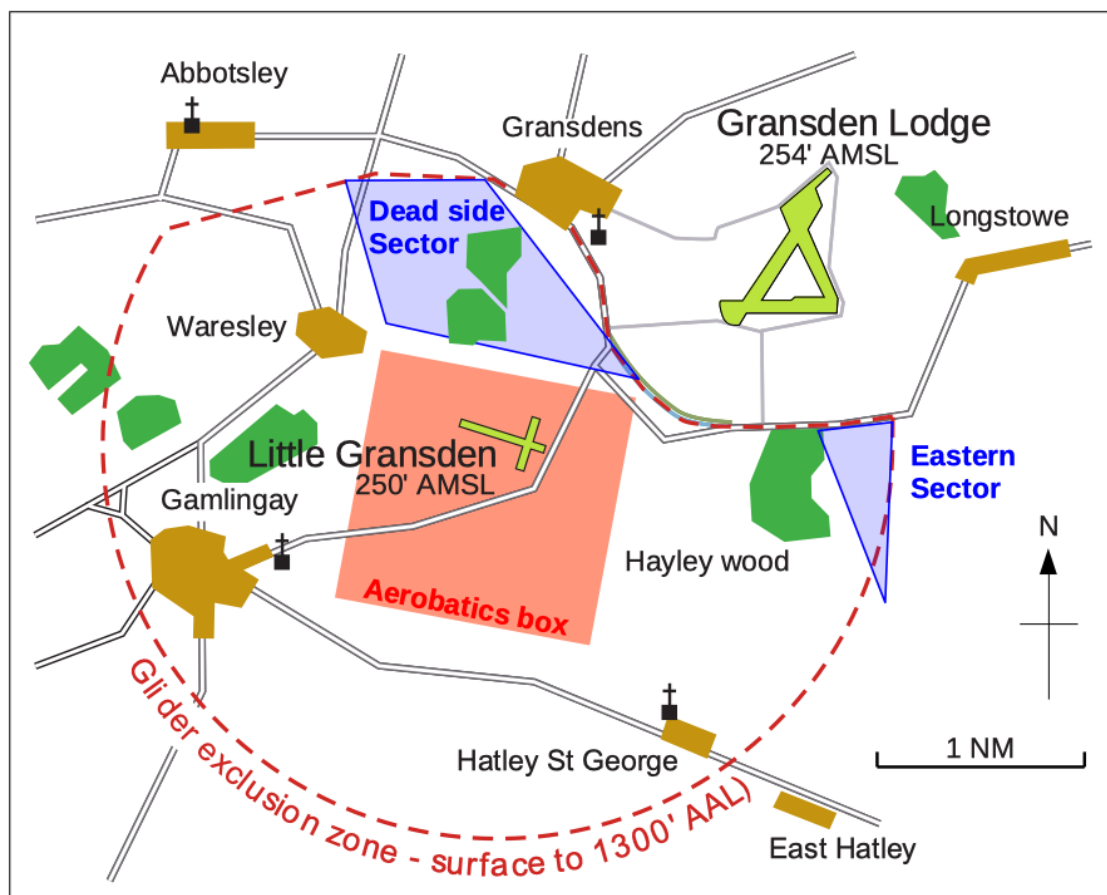 Abbotsley
Gransdens
Gransden Lodge
254' AMSL
Longstowe
Dead side
Sector
Waresley
Little Gransden
250' AMSL
Gamlingay
Eastern
Sector
Hayley wood
N
Aerobatics box
Glider exclusion zone - surface to 1300' AAL)
Hatley St George
1 NM
East Hatley